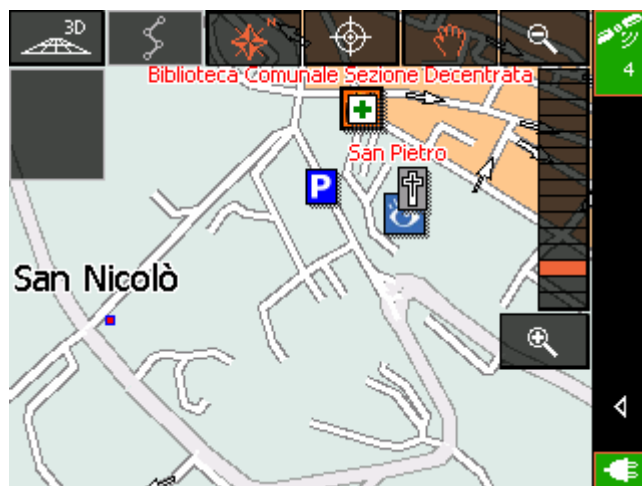 3D
N
4
Biblioteca Comunale Sezione Decentrata
San Pietro
P
San Nicolò